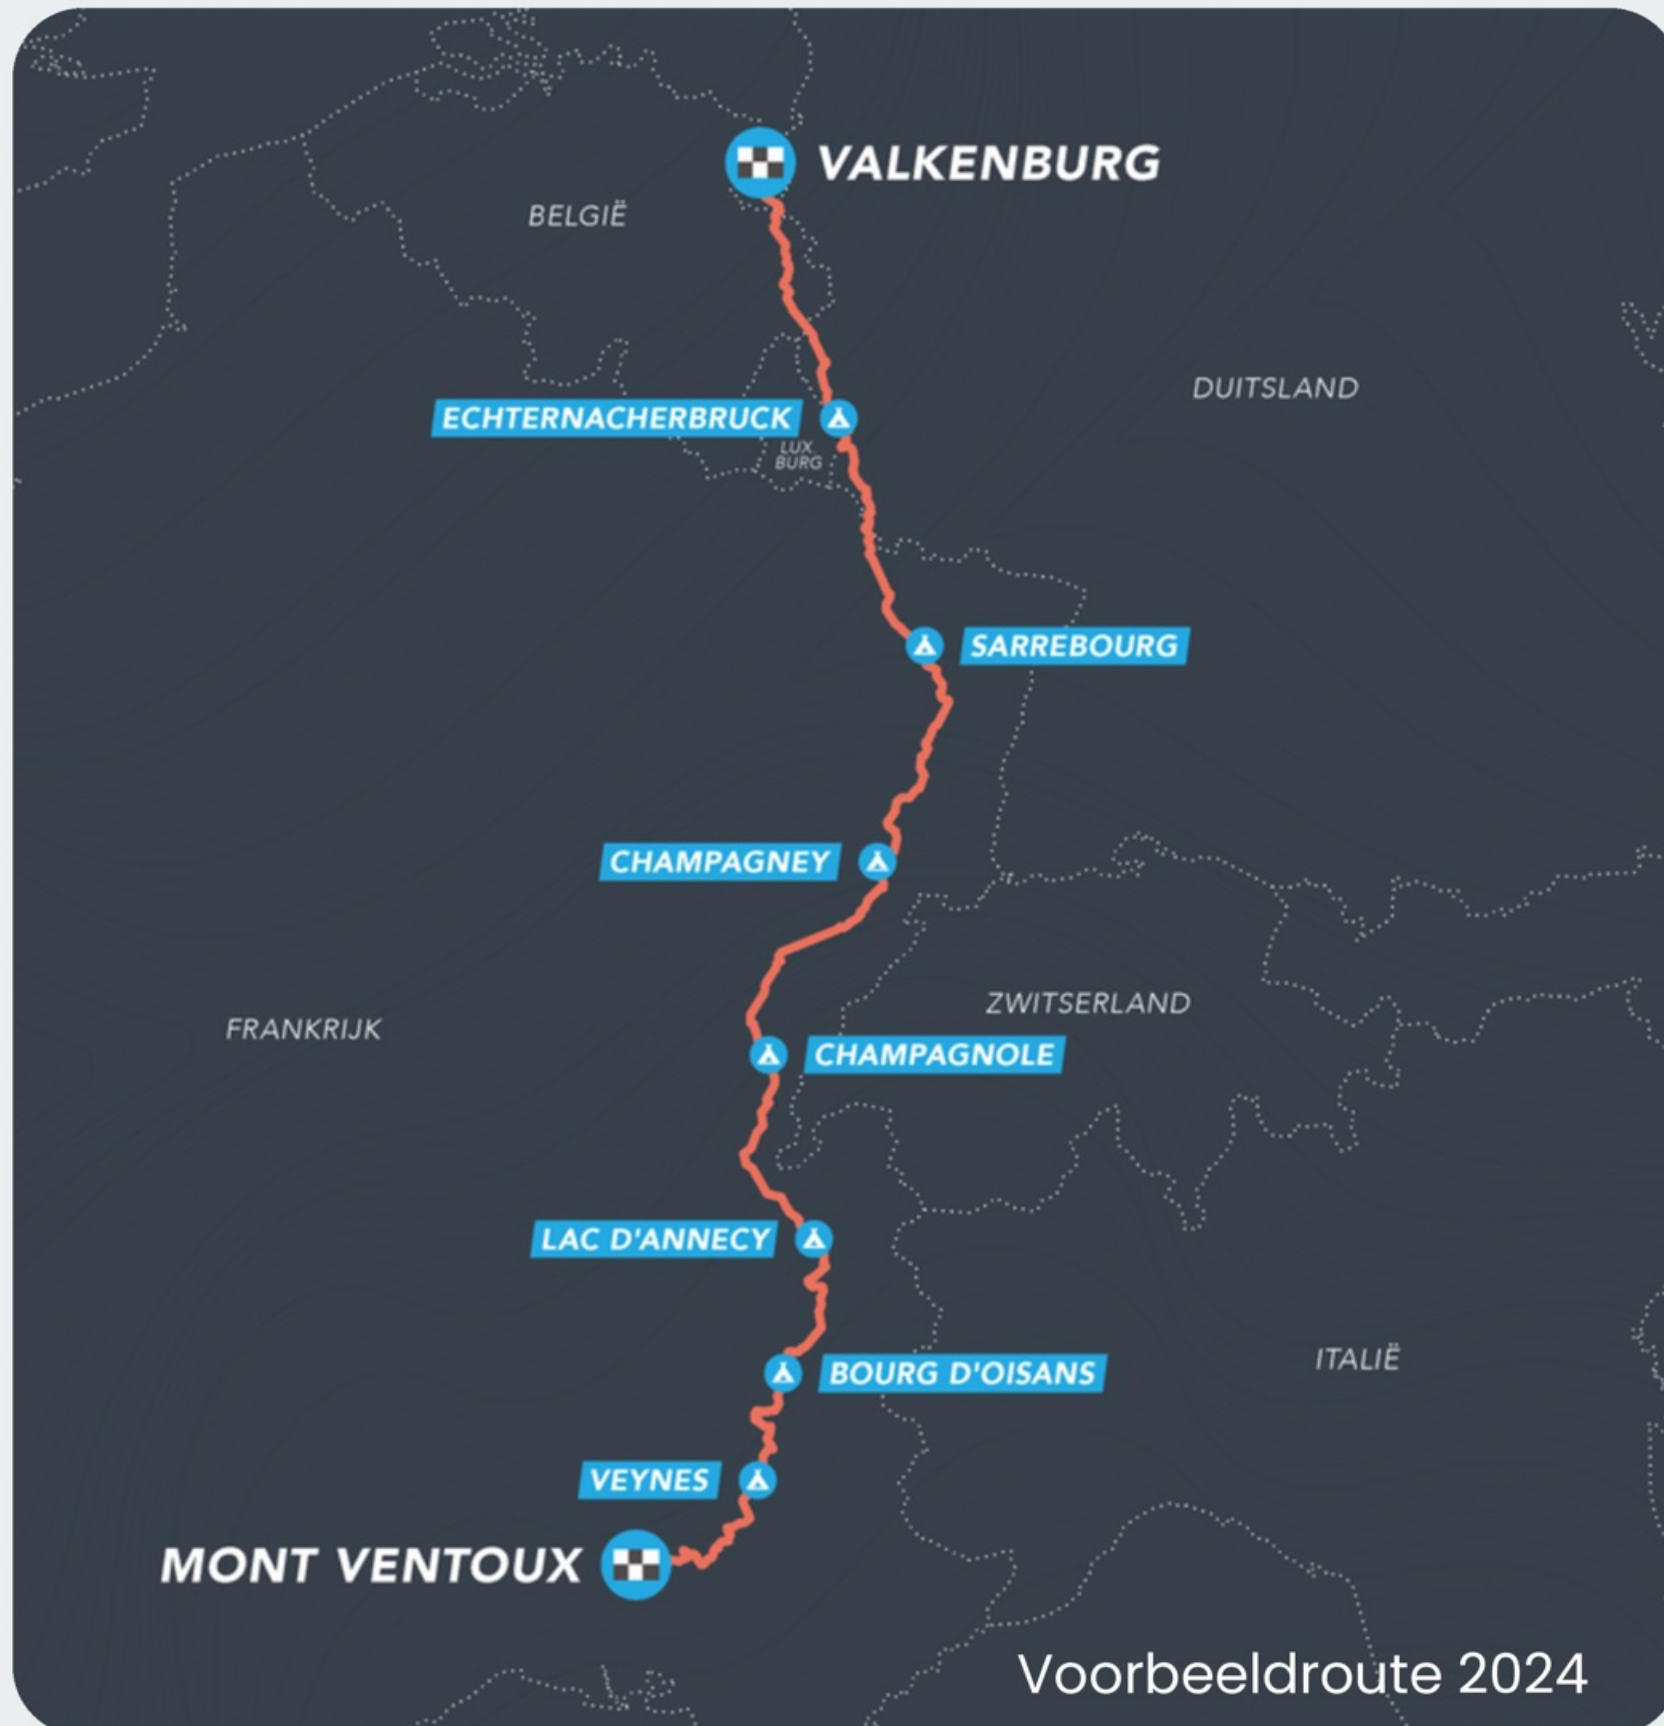 VALKENBURG
BELGIË
DUITSLAND
ECHTERNACHERBRUCK
LUX.
BURG
SARREBOURG
CHAMPAGNEY
ZWITSERLAND
FRANKRIJK
CHAMPAGNOLE
LAC D'ANNECY
ITALIË
BOURG D'OISANS
VEYNES
MONT VENTOUX
Voorbeeldroute 2024